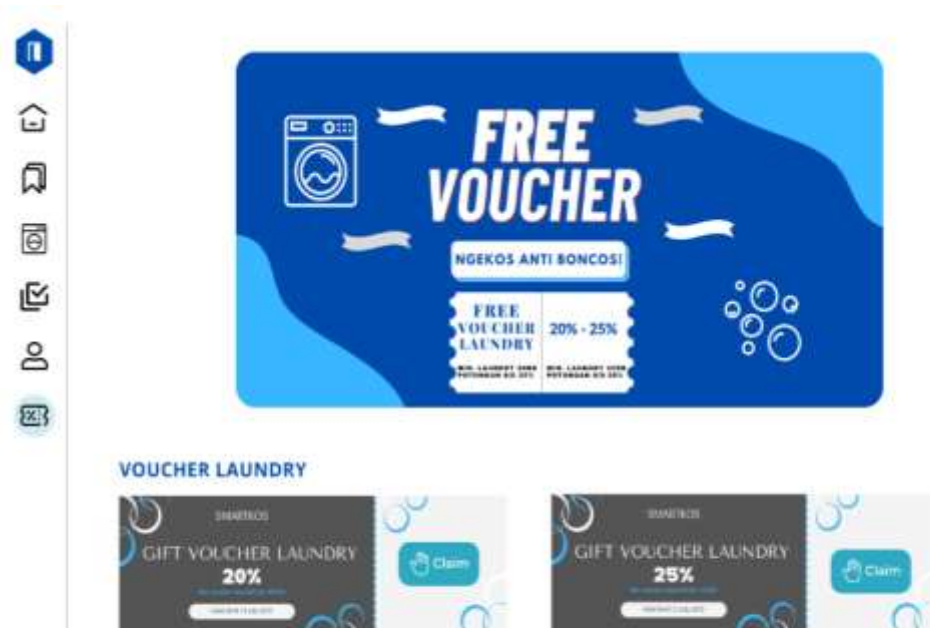 FREE
VOUCHER
NGEKOS ANTI BONCOS!
FREE
VOUCHER
LAUNDRY
20% - 25%
VOUCHER LAUNDRY
SMARTKOS
GIFT VOUCHER LAUNDRY
20%
Claim
SMARTKOS
GIFT VOUCHER LAUNDRY
25%
Claim